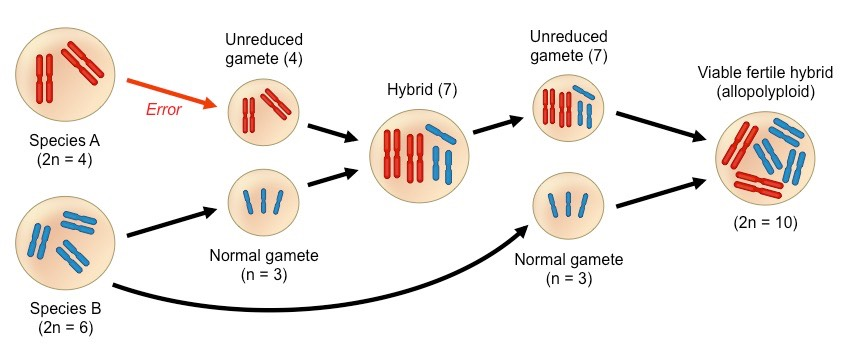 Species A
(2n = 4)
Error
Unreduced
gamete (4)
Species B
(2n = 6)
Normal gamete
(n = 3)
Hybrid (7)
Unreduced
gamete (7)
Normal gamete
(n = 3)
Viable fertile hybrid
(allopolyploid)
(2n = 10)